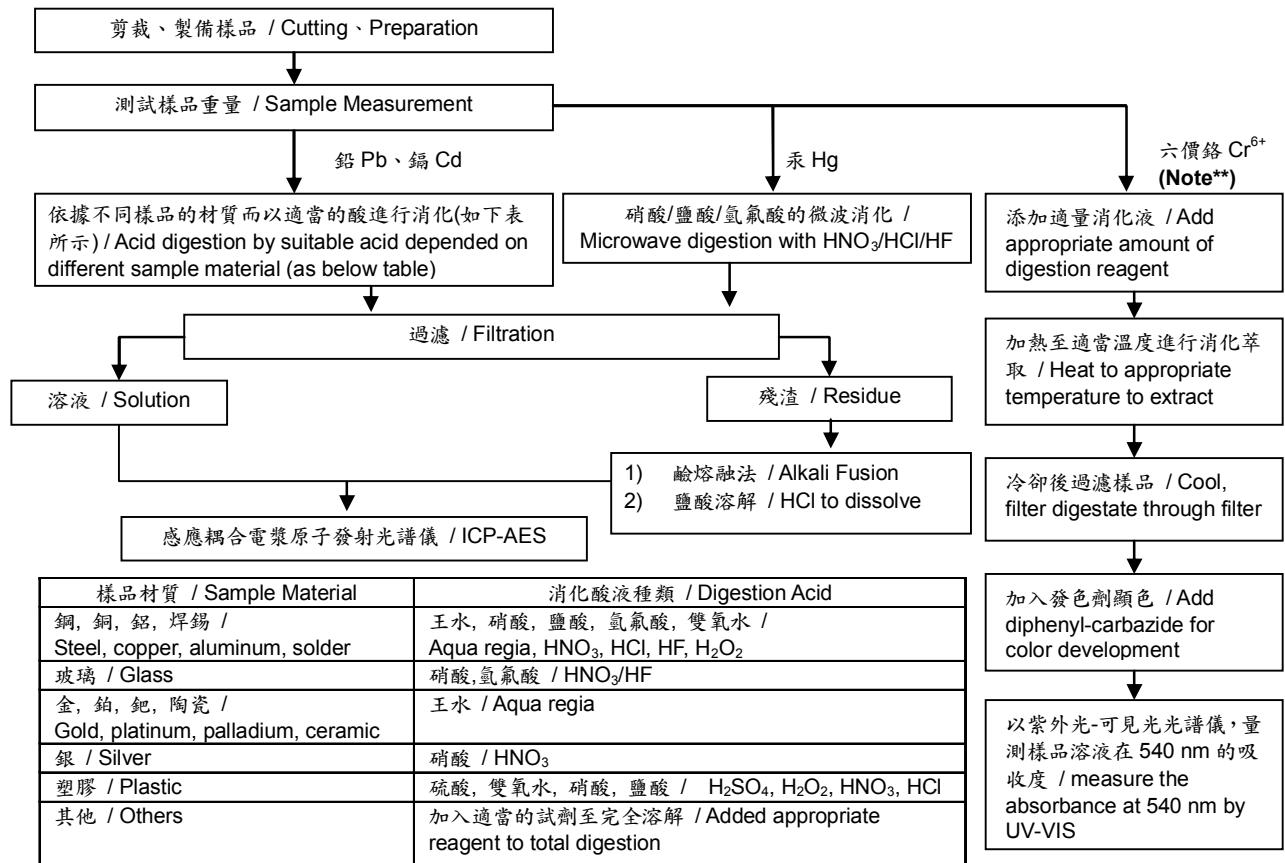 剪裁、製備樣品 / Cutting、Preparation
測試樣品重量 / Sample Measurement
鉛 Pb、鎘 Cd
汞 Hg
六價鉻 Cr⁶⁺
(Note**)
依據不同樣品的材質而以適當的酸進行消化(如下表
所示) / Acid digestion by suitable acid depended on
different sample material (as below table)
硝酸/鹽酸/氫氟酸的微波消化 /
Microwave digestion with HNO₃/HCl/HF
添加適量消化液 / Add
appropriate amount of
digestion reagent
過濾 / Filtration
加熱至適當溫度進行消化萃
取 / Heat to appropriate
temperature to extract
溶液 / Solution
殘渣 / Residue
1) 鹼熔融法 / Alkali Fusion
2) 鹽酸溶解 / HCl to dissolve
冷卻後過濾樣品 / Cool,
filter digestate through filter
感應耦合電漿原子發射光譜儀 / ICP-AES
加入發色劑顯色 / Add
diphenyl-carbazide for
color development
以紫外光-可見光光譜儀，量
測樣品溶液在 540 nm 的吸
收度 / measure the
absorbance at 540 nm by
UV-VIS
樣品材質 / Sample Material
消化酸液種類 / Digestion Acid
鋼, 銅, 鋁, 焊錫 /
Steel, copper, aluminum, solder
王水, 硝酸, 鹽酸, 氫氟酸, 雙氧水 /
Aqua regia, HNO₃, HCl, HF, H₂O₂
玻璃 / Glass
硝酸,氫氟酸 / HNO₃/HF
金, 鉑, 鈀, 陶瓷 /
Gold, platinum, palladium, ceramic
王水 / Aqua regia
銀 / Silver
硝酸 / HNO₃
塑膠 / Plastic
硫酸, 雙氧水, 硝酸, 鹽酸 / H₂SO₄, H₂O₂, HNO₃, HCl
其他 / Others
加入適當的試劑至完全溶解 / Added appropriate
reagent to total digestion